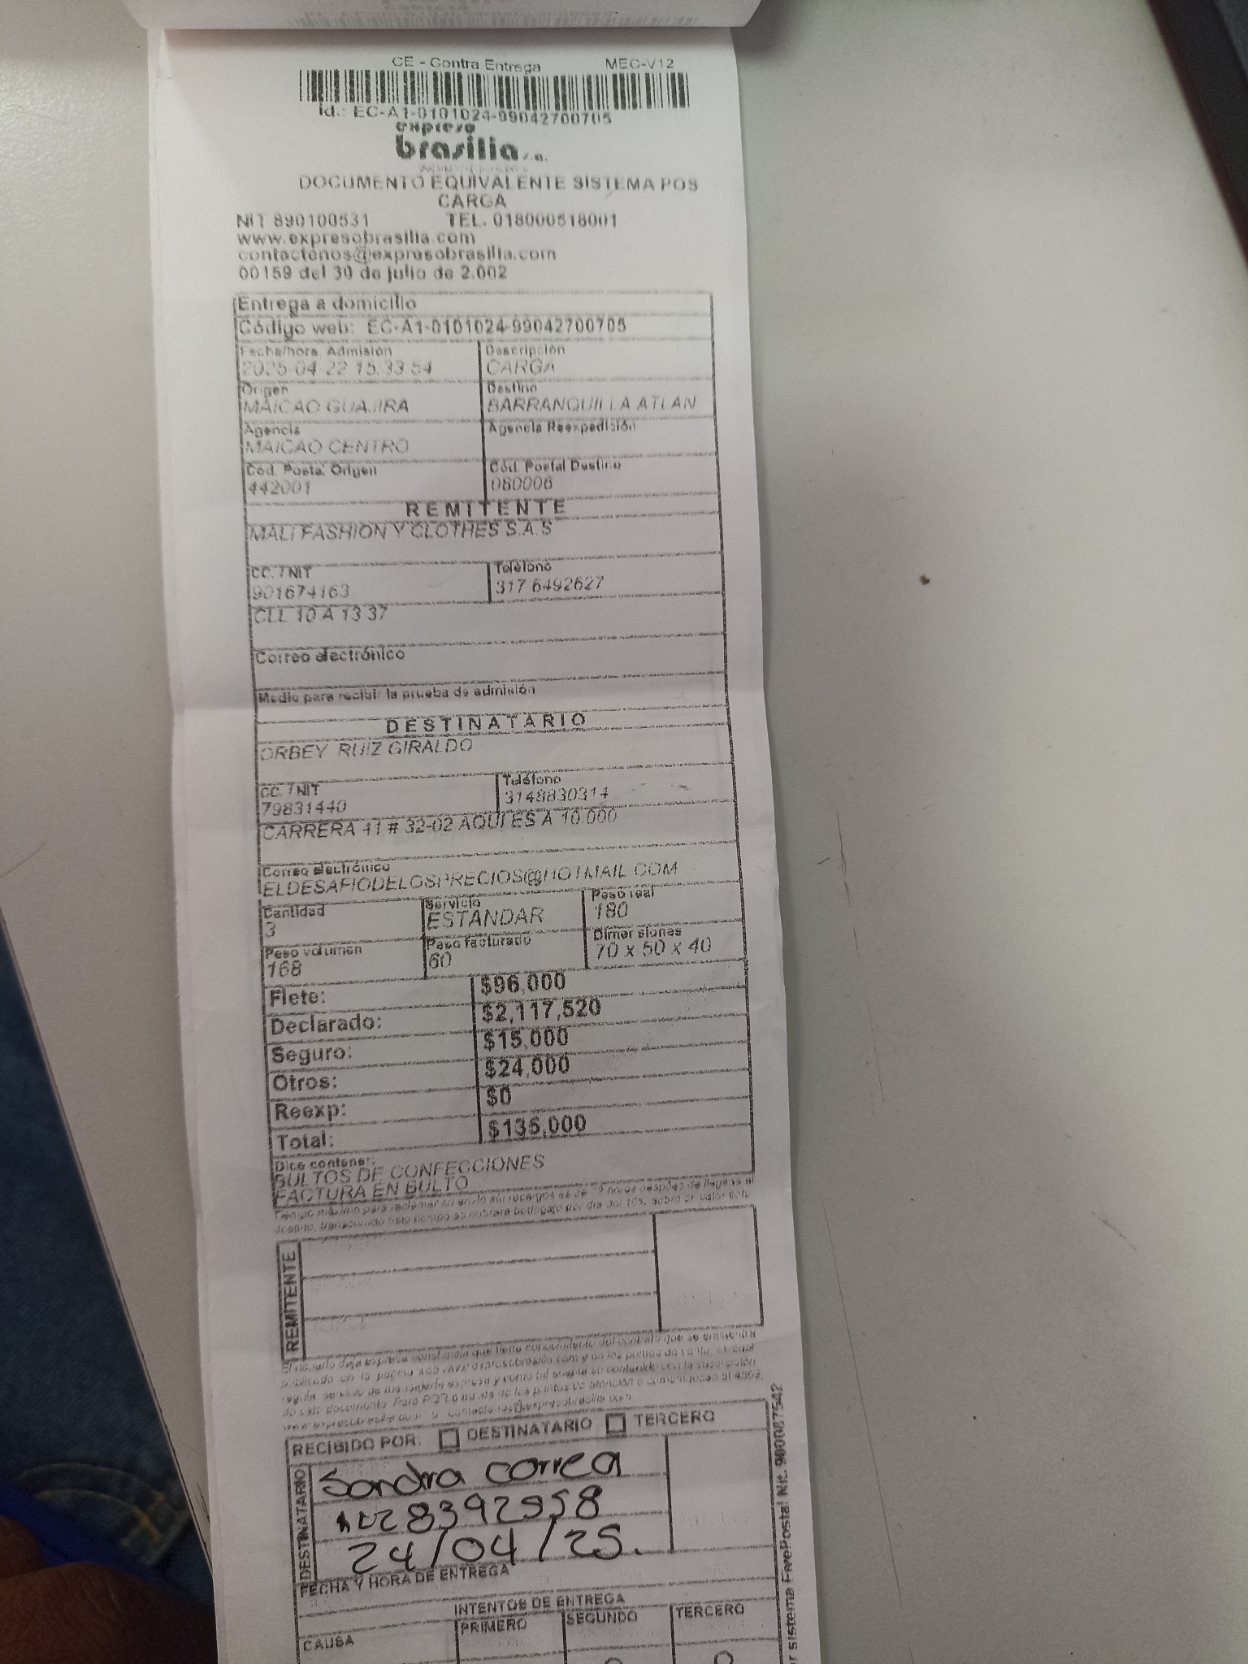 CE - Contra Entrega MEC-V12
Id.: EC-A1-0101024-99042700705
expreso
brasilia s.a.
DOCUMENTO EQUIVALENTE SISTEMA POS
CARGA
NIT 890100531 TEL. 018000518001
www.expresobrasilia.com
contactenos@expresobrasilia.com
00159 del 30 de julio de 2.002
Entrega a domicilio
Código web: EC-A1-0101024-99042700705
Fecha/hora Admisión Descripción
2025-04-22 15:33:54 CARGA
Origen Destino
MAICAO GUAJIRA BARRANQUILLA ATLAN
Agencia Agencia Reexpedición
MAICAO CENTRO
Cód. Postal Origen Cód. Postal Destino
442001 080006
REMITENTE
MALI FASHION Y CLOTHES S.A.S
CC. / NIT Teléfono
901674163 317 6492627
CLL 10 A 13 37
Correo electrónico
Medio para recibir la prueba de admisión
DESTINATARIO
ORBEY RUIZ GIRALDO
CC. / NIT Teléfono
79831440 3148830314
CARRERA 41 # 32-02 AQUI ES A 10.000
Correo electrónico
ELDESAFIODELOSPRECIOS@HOTMAIL.COM
Cantidad Servicio Peso real
3 ESTANDAR 180
Peso volumen Peso facturado Dimensiones
168 60 70 x 50 x 40
Flete: $96,000
Declarado: $2,117,520
Seguro: $15,000
Otros: $24,000
Reexp: $0
Total: $135,000
Dice contener:
BULTOS DE CONFECCIONES
FACTURA EN BULTO
REMITENTE
RECIBIDO POR: DESTINATARIO TERCERO
DESTINATARIO
Sandra correa
24/04/25.
FECHA Y HORA DE ENTREGA
INTENTOS DE ENTREGA
CAUSA PRIMERO SEGUNDO TERCERO
sistema FivePostal Nit. 900087542